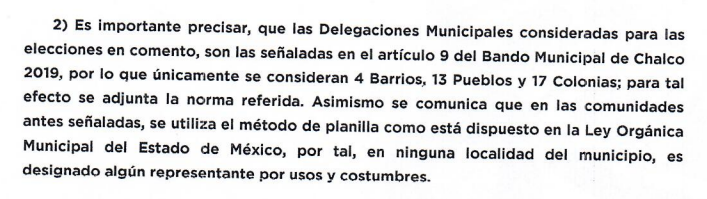 2) Es importante precisar, que las Delegaciones Municipales consideradas para las
elecciones en comento, son las señaladas en el artículo 9 del Bando Municipal de Chalco
2019, por lo que únicamente se consideran 4 Barrios, 13 Pueblos y 17 Colonias; para tal
efecto se adjunta la norma referida. Asimismo se comunica que en las comunidades
antes señaladas, se utiliza el método de planilla como está dispuesto en la Ley Orgánica
Municipal del Estado de México, por tal, en ninguna localidad del municipio, es
designado algún representante por usos y costumbres.